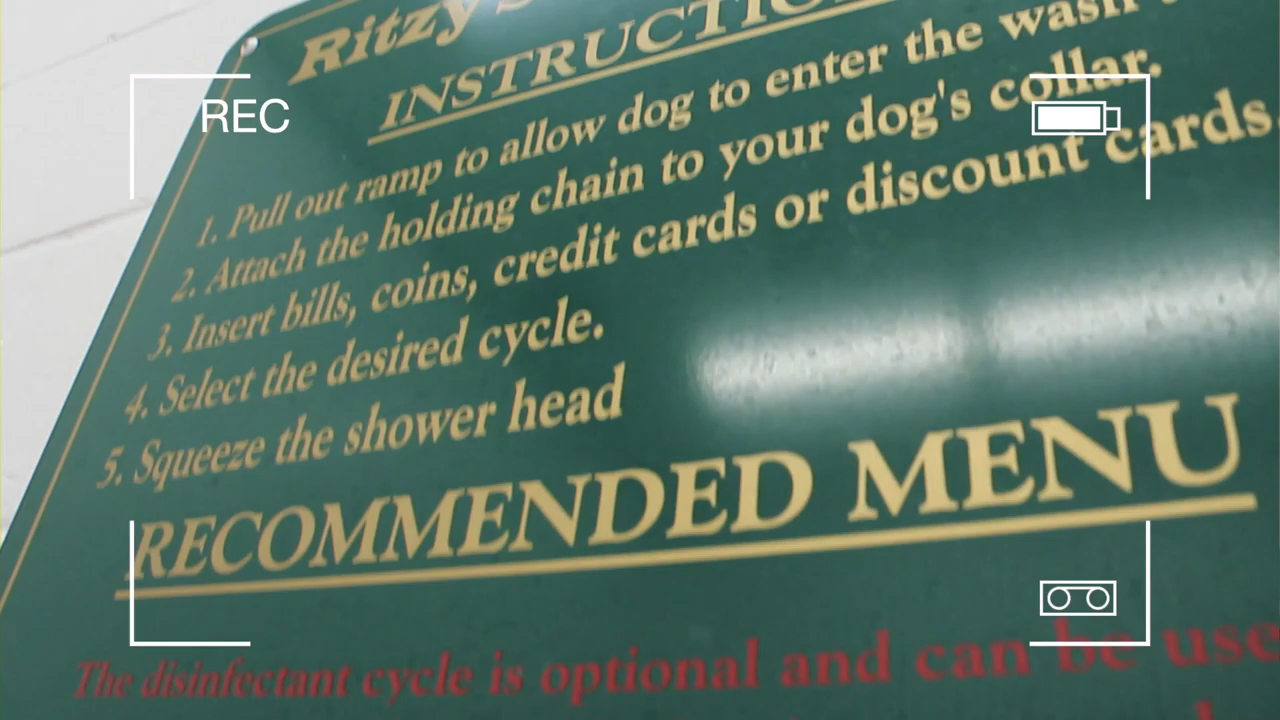 Ritzy's
INSTRUCTIO
REC
1. Pull out ramp to allow dog to enter the wash
2. Attach the holding chain to your dog's collar.
3. Insert bills, coins, credit cards or discount cards.
4. Select the desired cycle.
5. Squeeze the shower head
RECOMMENDED MENU
The disinfectant cycle is optional and can be use